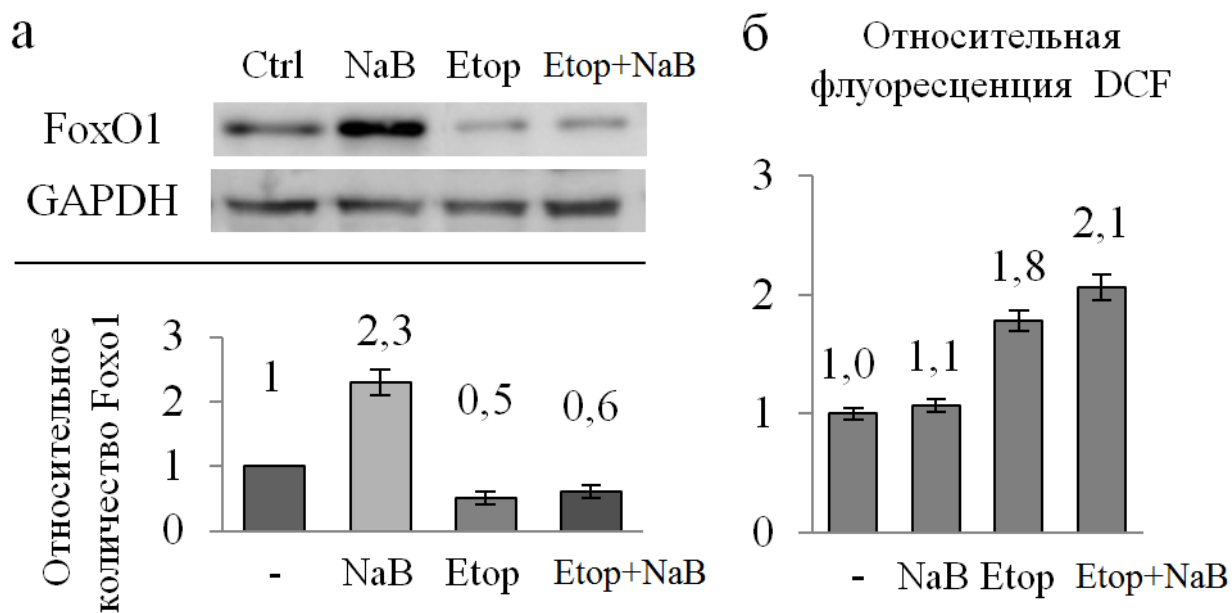 а
Ctrl NaB Etop Etop+NaB
FoxO1
GAPDH
Относительное
количество Foxo1
3
2
1
0
1
2,3
0,5
0,6
- NaB Etop Etop+NaB
б
Относительная
флуоресценция DCF
3
2
1
0
1,0
1,1
1,8
2,1
- NaB Etop Etop+NaB